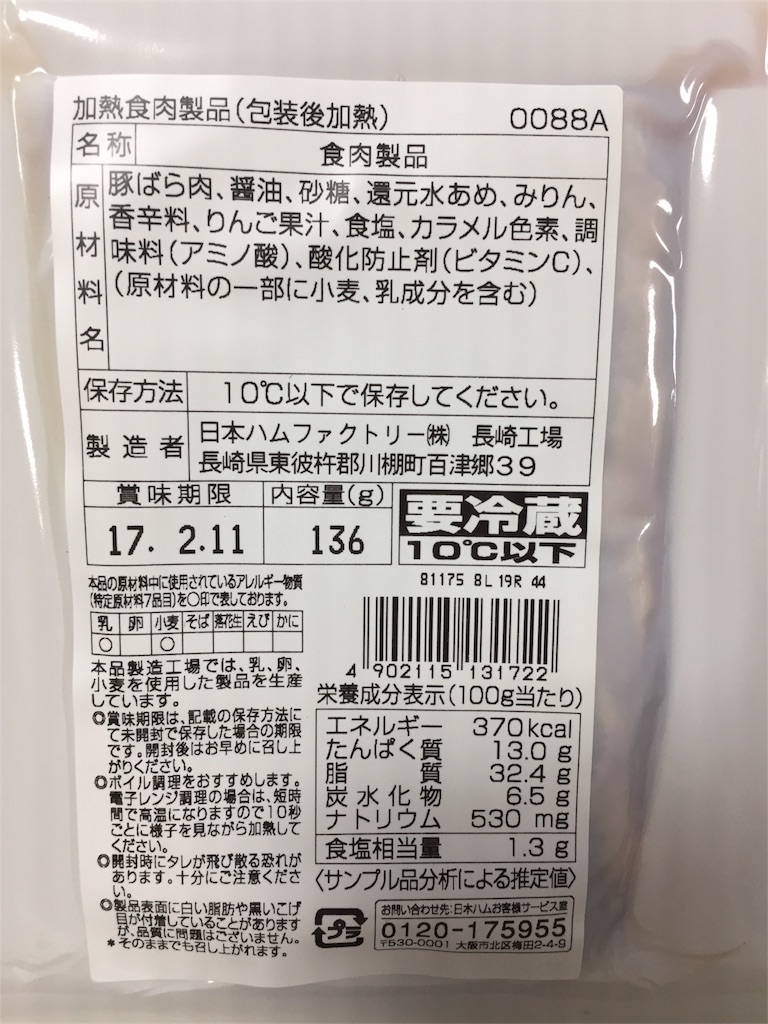 加熱食肉製品(包装後加熱) 0088A
名称 食肉製品
原材料名 豚ばら肉、醤油、砂糖、還元水あめ、みりん、
香辛料、りんご果汁、食塩、カラメル色素、調
味料(アミノ酸)、酸化防止剤(ビタミンC)、
(原材料の一部に小麦、乳成分を含む)
保存方法 10℃以下で保存してください。
製造者 日本ハムファクトリー㈱ 長崎工場
長崎県東彼杵郡川棚町百津郷39
賞味期限 内容量(g)
17. 2.11 136
要冷蔵
10℃以下
81175 8L 19R 44
本品の原材料中に使用されているアレルギー物質
(特定原材料7品目)を○印で表しております。
乳 卵 小麦 そば 落花生 えび かに
○ ○
4 902115 131722
本品製造工場では、乳、卵、
小麦を使用した製品を生産
しています。
◎賞味期限は、記載の保存方法に
て未開封で保存した場合の期限
です。開封後はお早めに召し上
がりください。
◎ボイル調理をおすすめします。
電子レンジ調理の場合は、短時
間で高温になりますので10秒
ごとに様子を見ながら加熱して
ください。
◎開封時にタレが飛び散る恐れが
あります。十分にご注意くださ
い。
◎製品表面に白い脂肪や黒いこげ
目が付着していることがあります
が、品質に問題はございません。
*そのままでも召し上がれます。
栄養成分表示(100g当たり)
エネルギー 370kcal
たんぱく質 13.0 g
脂質 32.4 g
炭水化物 6.5 g
ナトリウム 530 mg
食塩相当量 1.3 g
〈サンプル品分析による推定値〉
プラ
お問い合わせ先:日本ハムお客様サービス室
0120-175955
〒530-0001 大阪市北区梅田2-4-9